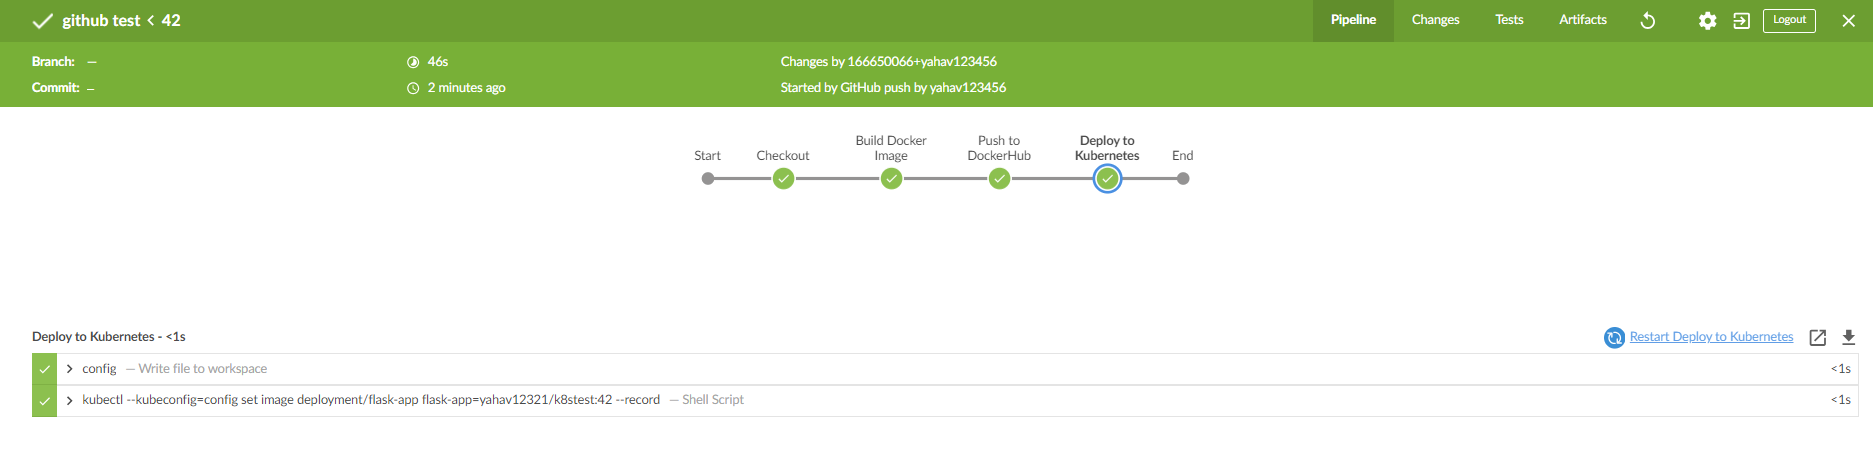 github test < 42
Pipeline Changes Tests Artifacts Logout
Branch: — 46s Changes by 166650066+yahav123456
Commit: — 2 minutes ago Started by GitHub push by yahav123456
Start Checkout Build Docker Image Push to DockerHub Deploy to Kubernetes End
Deploy to Kubernetes - <1s Restart Deploy to Kubernetes
config — Write file to workspace <1s
kubectl --kubeconfig=config set image deployment/flask-app flask-app=yahav12321/k8stest:42 --record — Shell Script <1s